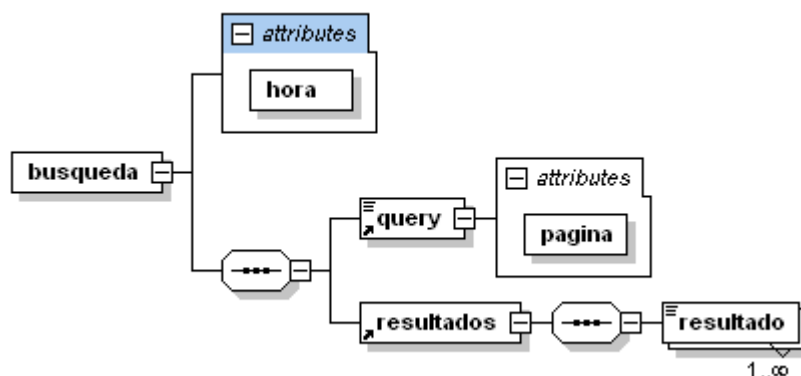 attributes
hora
busqueda
attributes
query
pagina
resultados
resultado
1..∞